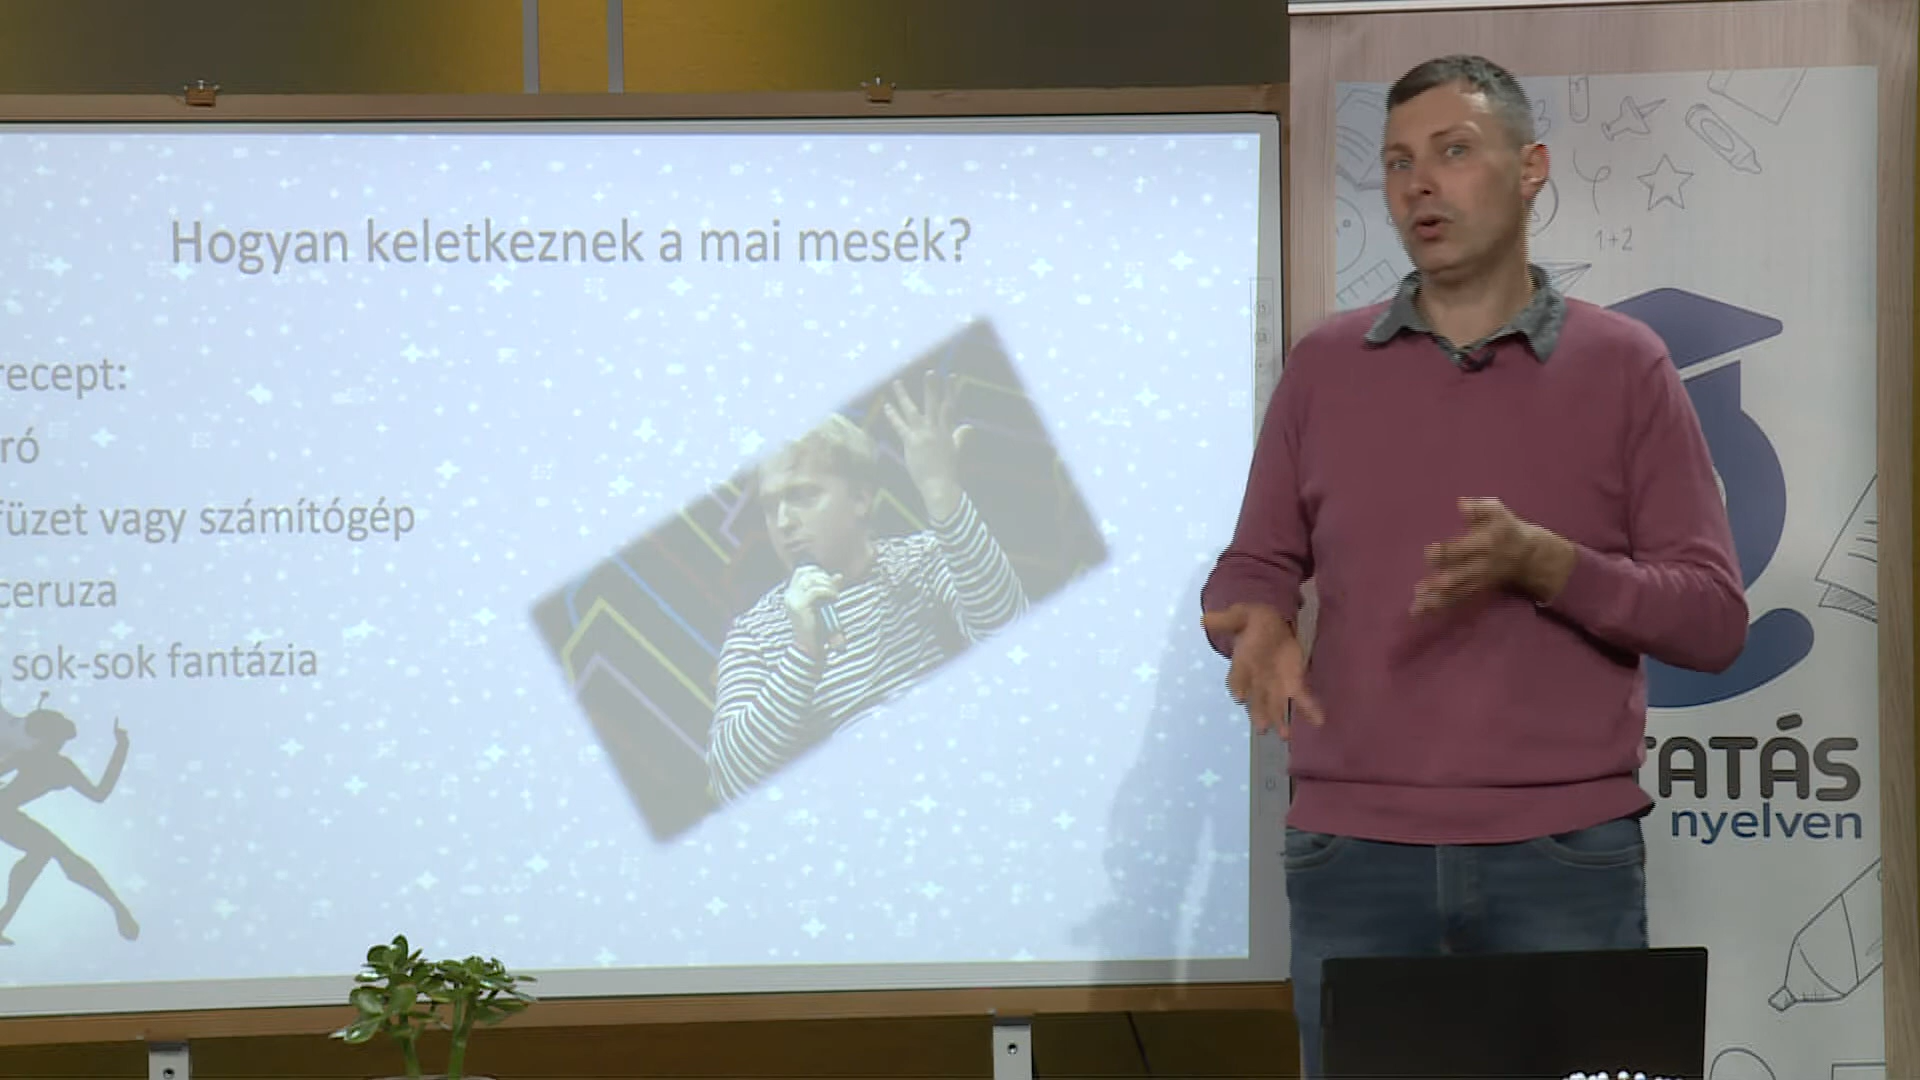 Hogyan keletkeznek a mai mesék?
recept:
ró
füzet vagy számítógép
ceruza
sok-sok fantázia
1+2
TATÁS
nyelven